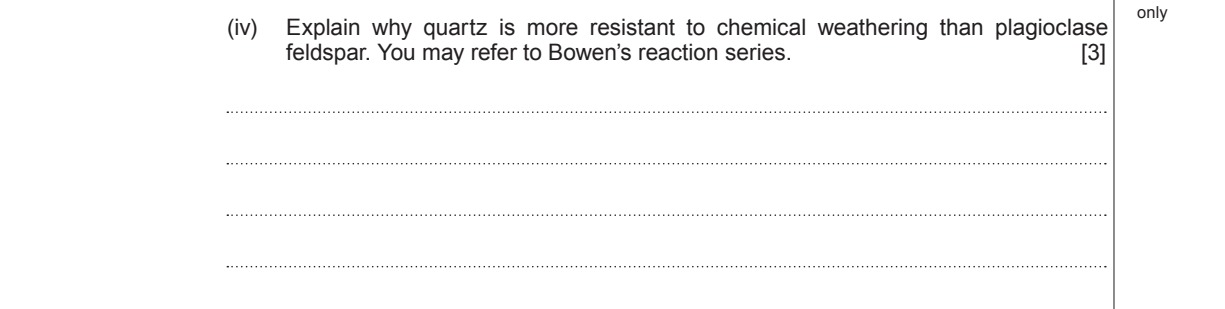 only
(iv) Explain why quartz is more resistant to chemical weathering than plagioclase
feldspar. You may refer to Bowen’s reaction series. [3]